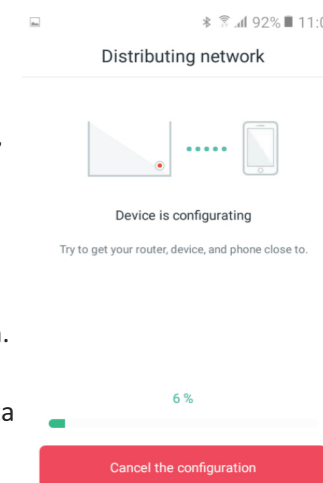 92% 11:0
Distributing network
,
Device is configurating
Try to get your router, device, and phone close to.
.
6 %
a
Cancel the configuration